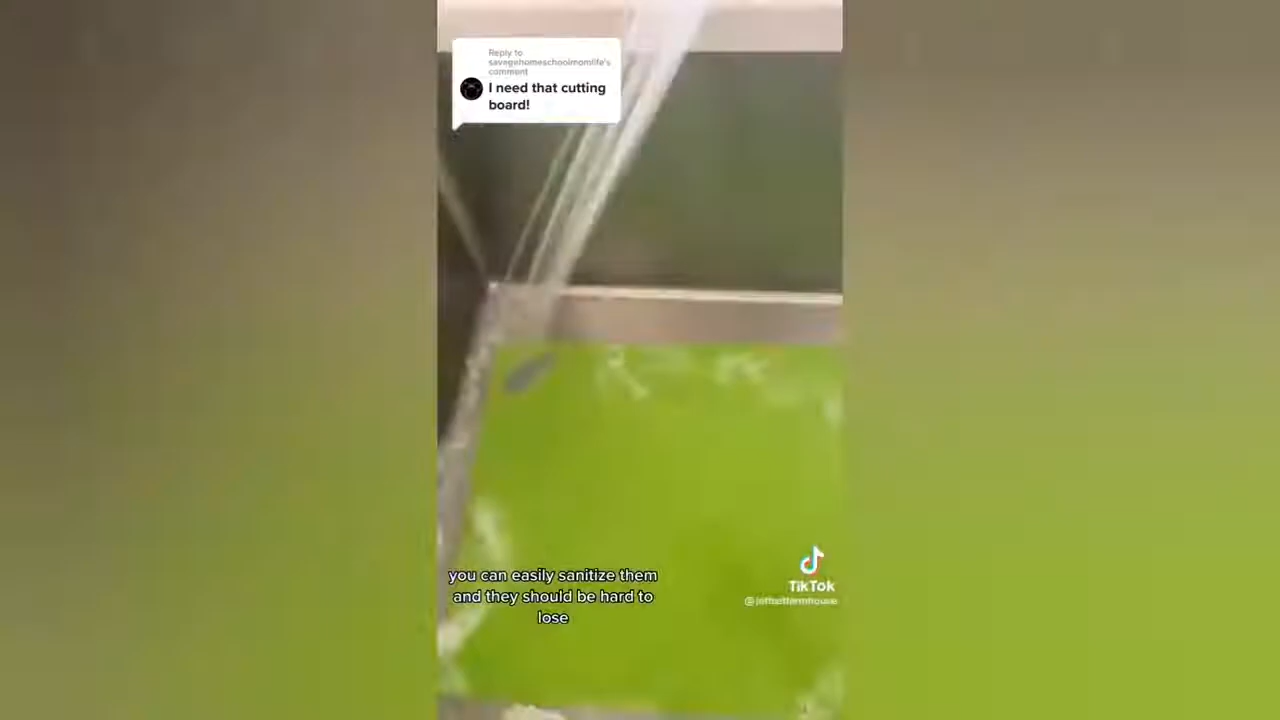 Reply to
savagehomeschoolmomlife's
comment
I need that cutting
board!
you can easily sanitize them
and they should be hard to
lose
TikTok